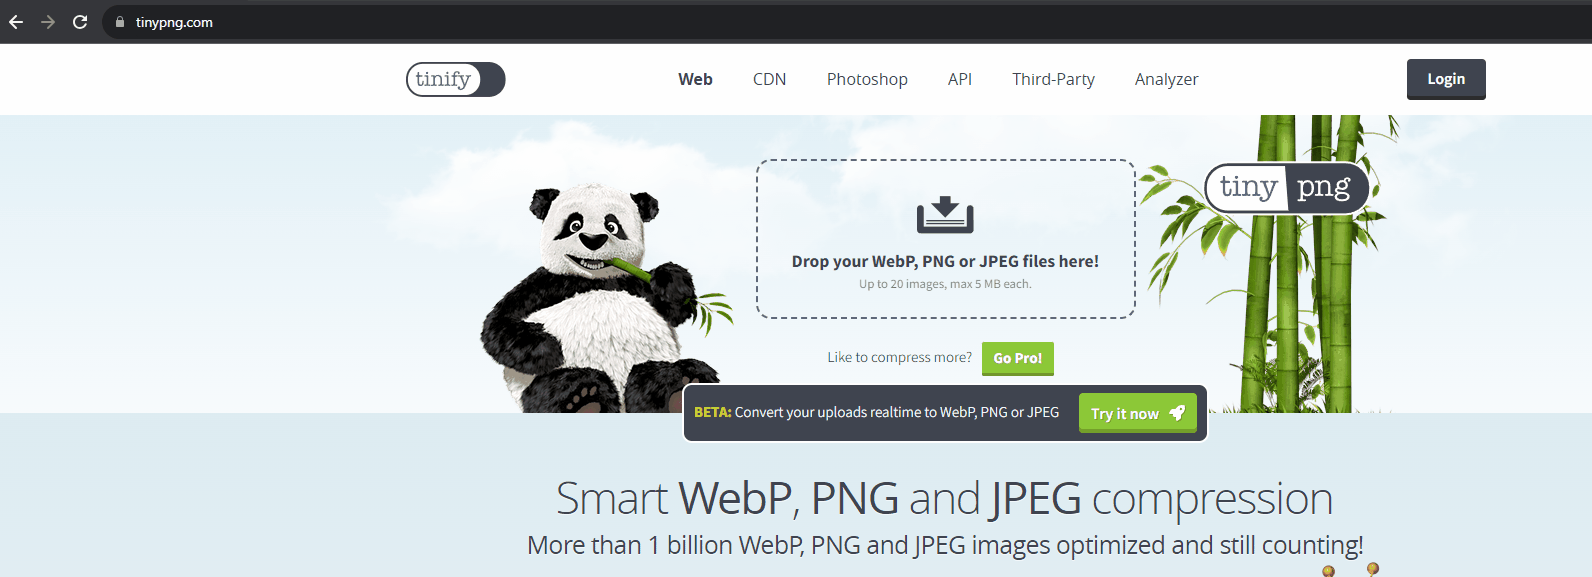 tinypng.com
tinify
Web CDN Photoshop API Third-Party Analyzer
Login
tiny png
Drop your WebP, PNG or JPEG files here!
Up to 20 images, max 5 MB each.
Like to compress more? Go Pro!
BETA: Convert your uploads realtime to WebP, PNG or JPEG Try it now
Smart WebP, PNG and JPEG compression
More than 1 billion WebP, PNG and JPEG images optimized and still counting!